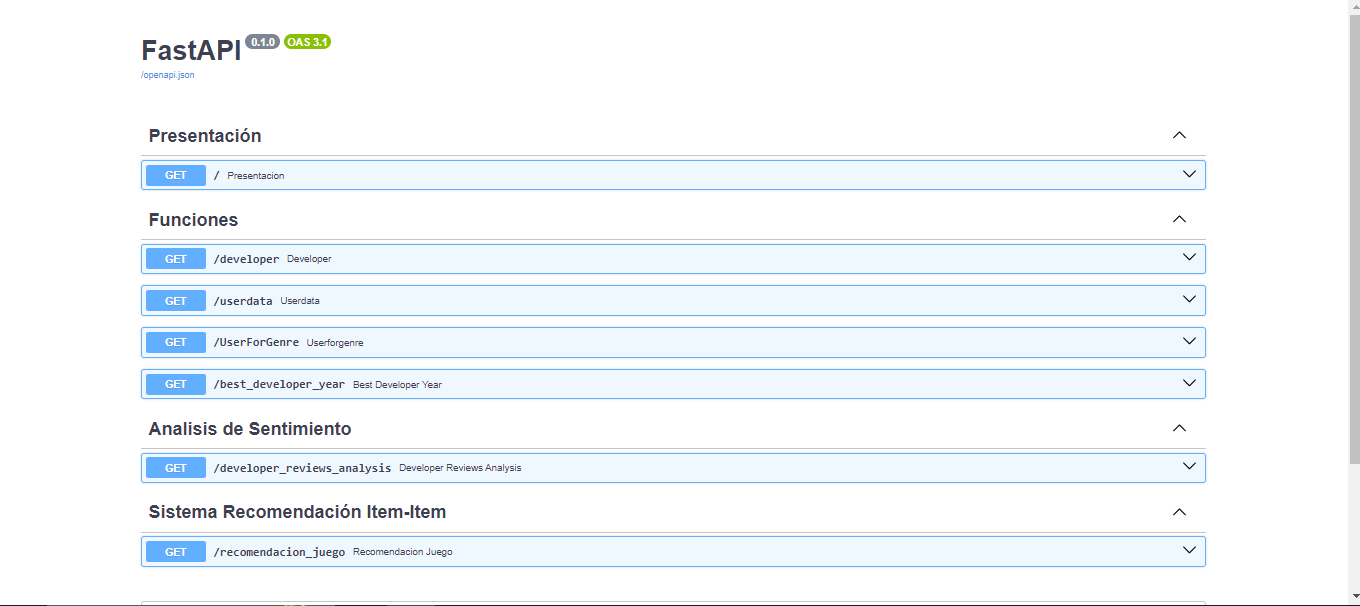 FastAPI 0.1.0 OAS 3.1
/openapi.json
Presentación
GET / Presentacion
Funciones
GET /developer Developer
GET /userdata Userdata
GET /UserForGenre Userforgenre
GET /best_developer_year Best Developer Year
Analisis de Sentimiento
GET /developer_reviews_analysis Developer Reviews Analysis
Sistema Recomendación Item-Item
GET /recomendacion_juego Recomendacion Juego